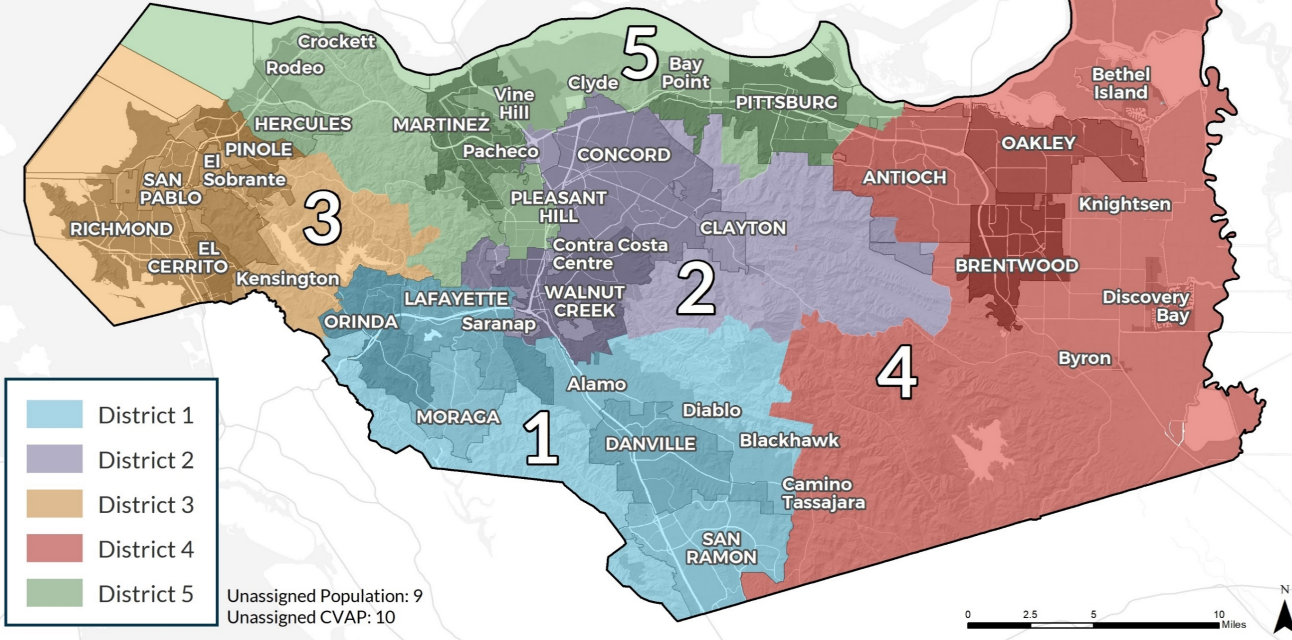 Crockett
Rodeo
HERCULES
MARTINEZ
Vine
Hill
Pacheco
Clyde
5
Bay
Point
PITTSBURG
Bethel
Island
OAKLEY
ANTIOCH
Knightsen
PINOLE
El
Sobrante
SAN
PABLO
RICHMOND
EL
CERRITO
3
Kensington
CONCORD
PLEASANT
HILL
CLAYTON
Contra Costa
Centre
2
WALNUT
CREEK
BRENTWOOD
Discovery
Bay
Byron
4
LAFAYETTE
ORINDA
Saranap
MORAGA
1
Alamo
Diablo
DANVILLE
Blackhawk
Camino
Tassajara
SAN
RAMON
District 1
District 2
District 3
District 4
District 5
Unassigned Population: 9
Unassigned CVAP: 10
0 2.5 5 10
Miles
N